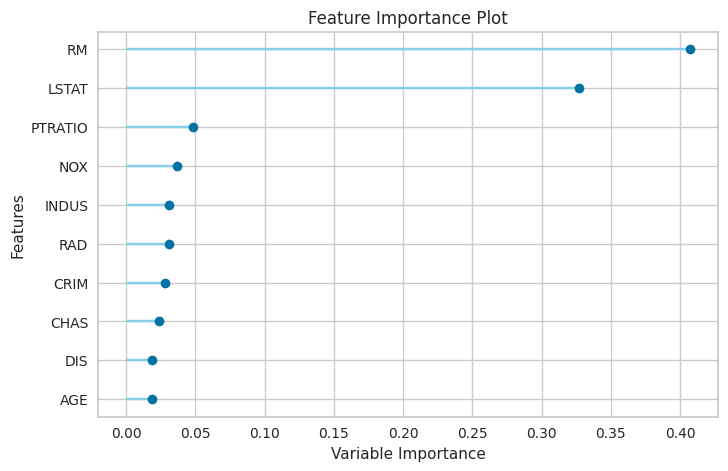 Feature Importance Plot
RM
LSTAT
PTRATIO
NOX
INDUS
RAD
CRIM
CHAS
DIS
AGE
Features
0.00 0.05 0.10 0.15 0.20 0.25 0.30 0.35 0.40
Variable Importance